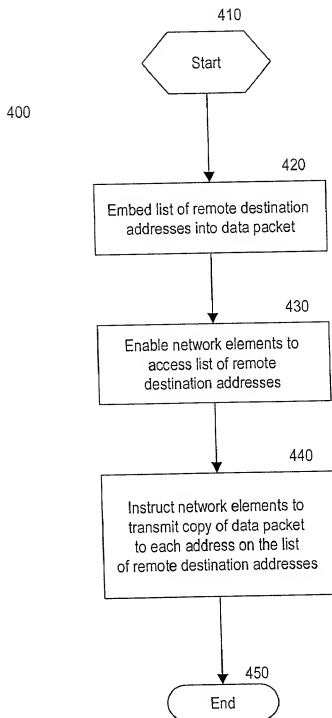 410
Start
400
420
Embed list of remote destination
addresses into data packet
430
Enable network elements to
access list of remote
destination addresses
440
Instruct network elements to
transmit copy of data packet
to each address on the list
of remote destination addresses
450
End